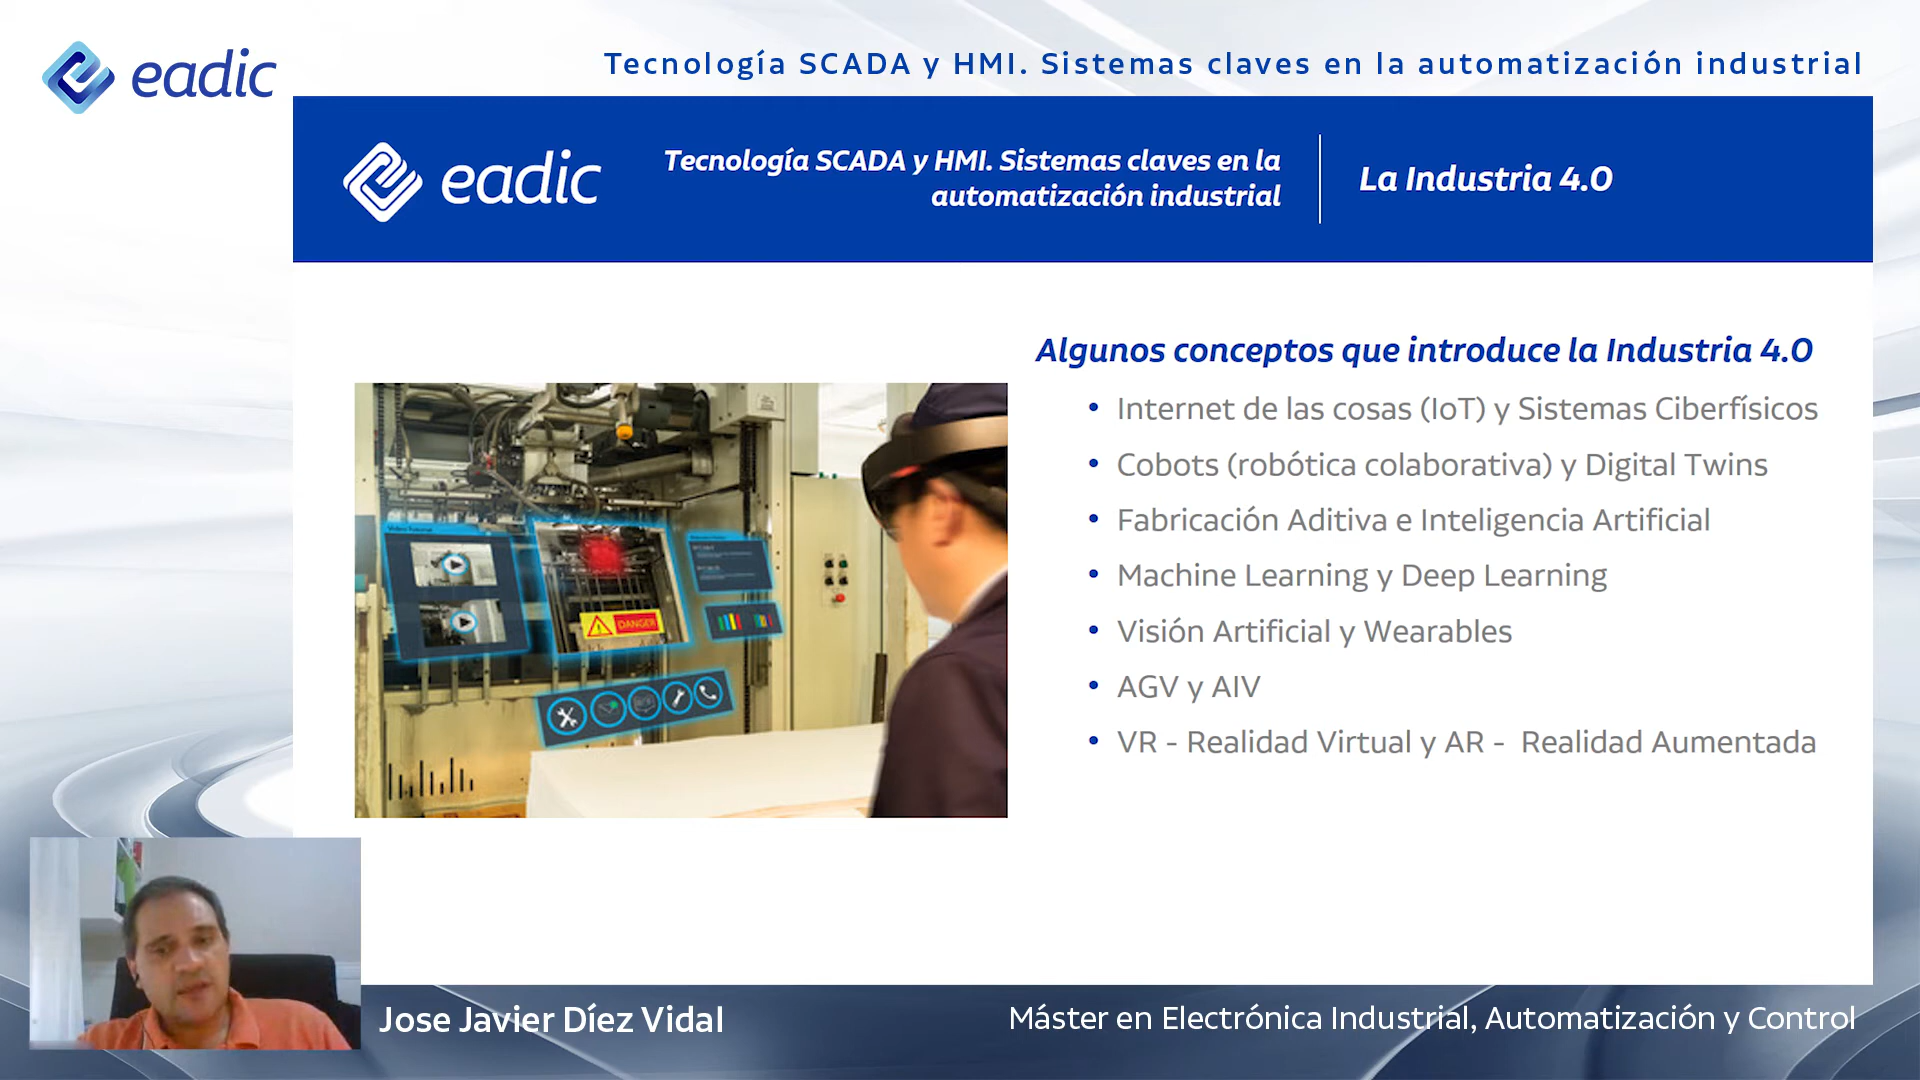 eadic
Tecnología SCADA y HMI. Sistemas claves en la automatización industrial
eadic
Tecnología SCADA y HMI. Sistemas claves en la
automatización industrial
La Industria 4.0
Algunos conceptos que introduce la Industria 4.0
• Internet de las cosas (IoT) y Sistemas Ciberfísicos
• Cobots (robótica colaborativa) y Digital Twins
• Fabricación Aditiva e Inteligencia Artificial
• Machine Learning y Deep Learning
• Visión Artificial y Wearables
• AGV y AIV
• VR - Realidad Virtual y AR - Realidad Aumentada
DANGER
Jose Javier Díez Vidal
Máster en Electrónica Industrial, Automatización y Control